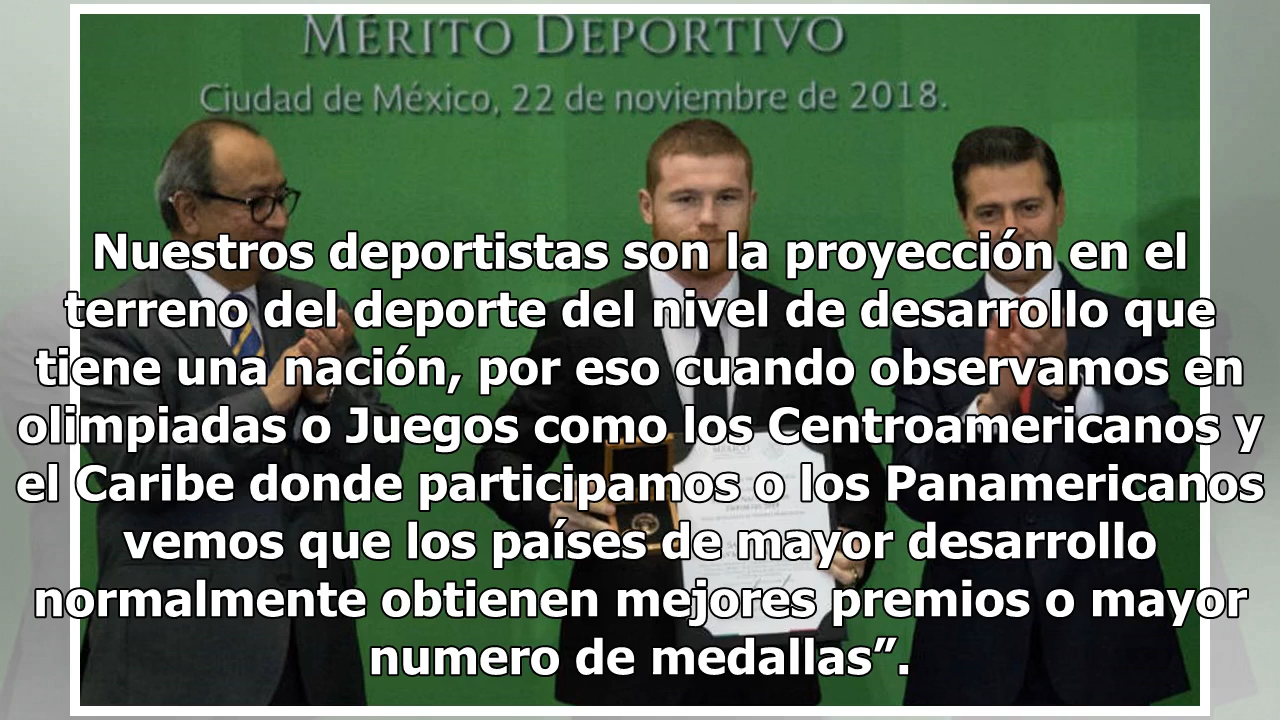 MÉRITO DEPORTIVO
Ciudad de México, 22 de noviembre de 2018.
Nuestros deportistas son la proyección en el
terreno del deporte del nivel de desarrollo que
tiene una nación, por eso cuando observamos en
olimpiadas o Juegos como los Centroamericanos y
el Caribe donde participamos o los Panamericanos
vemos que los países de mayor desarrollo
normalmente obtienen mejores premios o mayor
numero de medallas”.